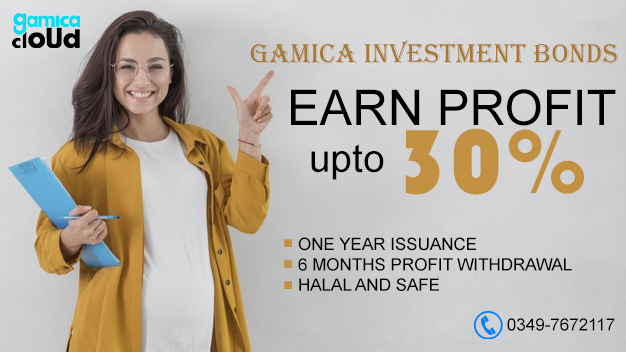 gamica
cloud
GAMICA INVESTMENT BONDS
EARN PROFIT
upto 30%
ONE YEAR ISSUANCE
6 MONTHS PROFIT WITHDRAWAL
HALAL AND SAFE
0349-7672117